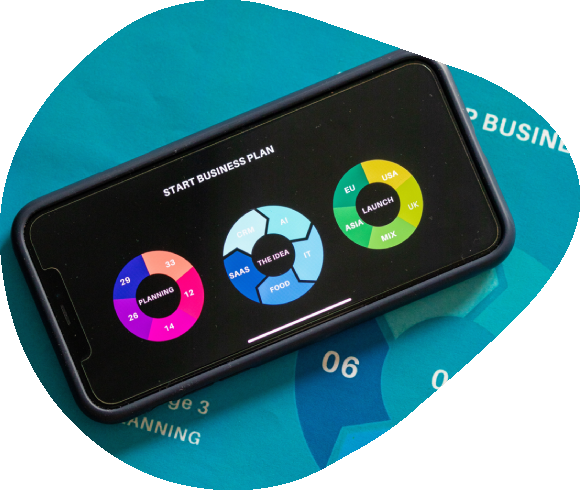 START BUSINESS PLAN
33
12
14
26
29
PLANNING
CRM
AI
IT
FOOD
SAAS
THE IDEA
USA
UK
MIX
ASIA
EU
LAUNCH
P BUSINE
06
0
ge 3
ANNING